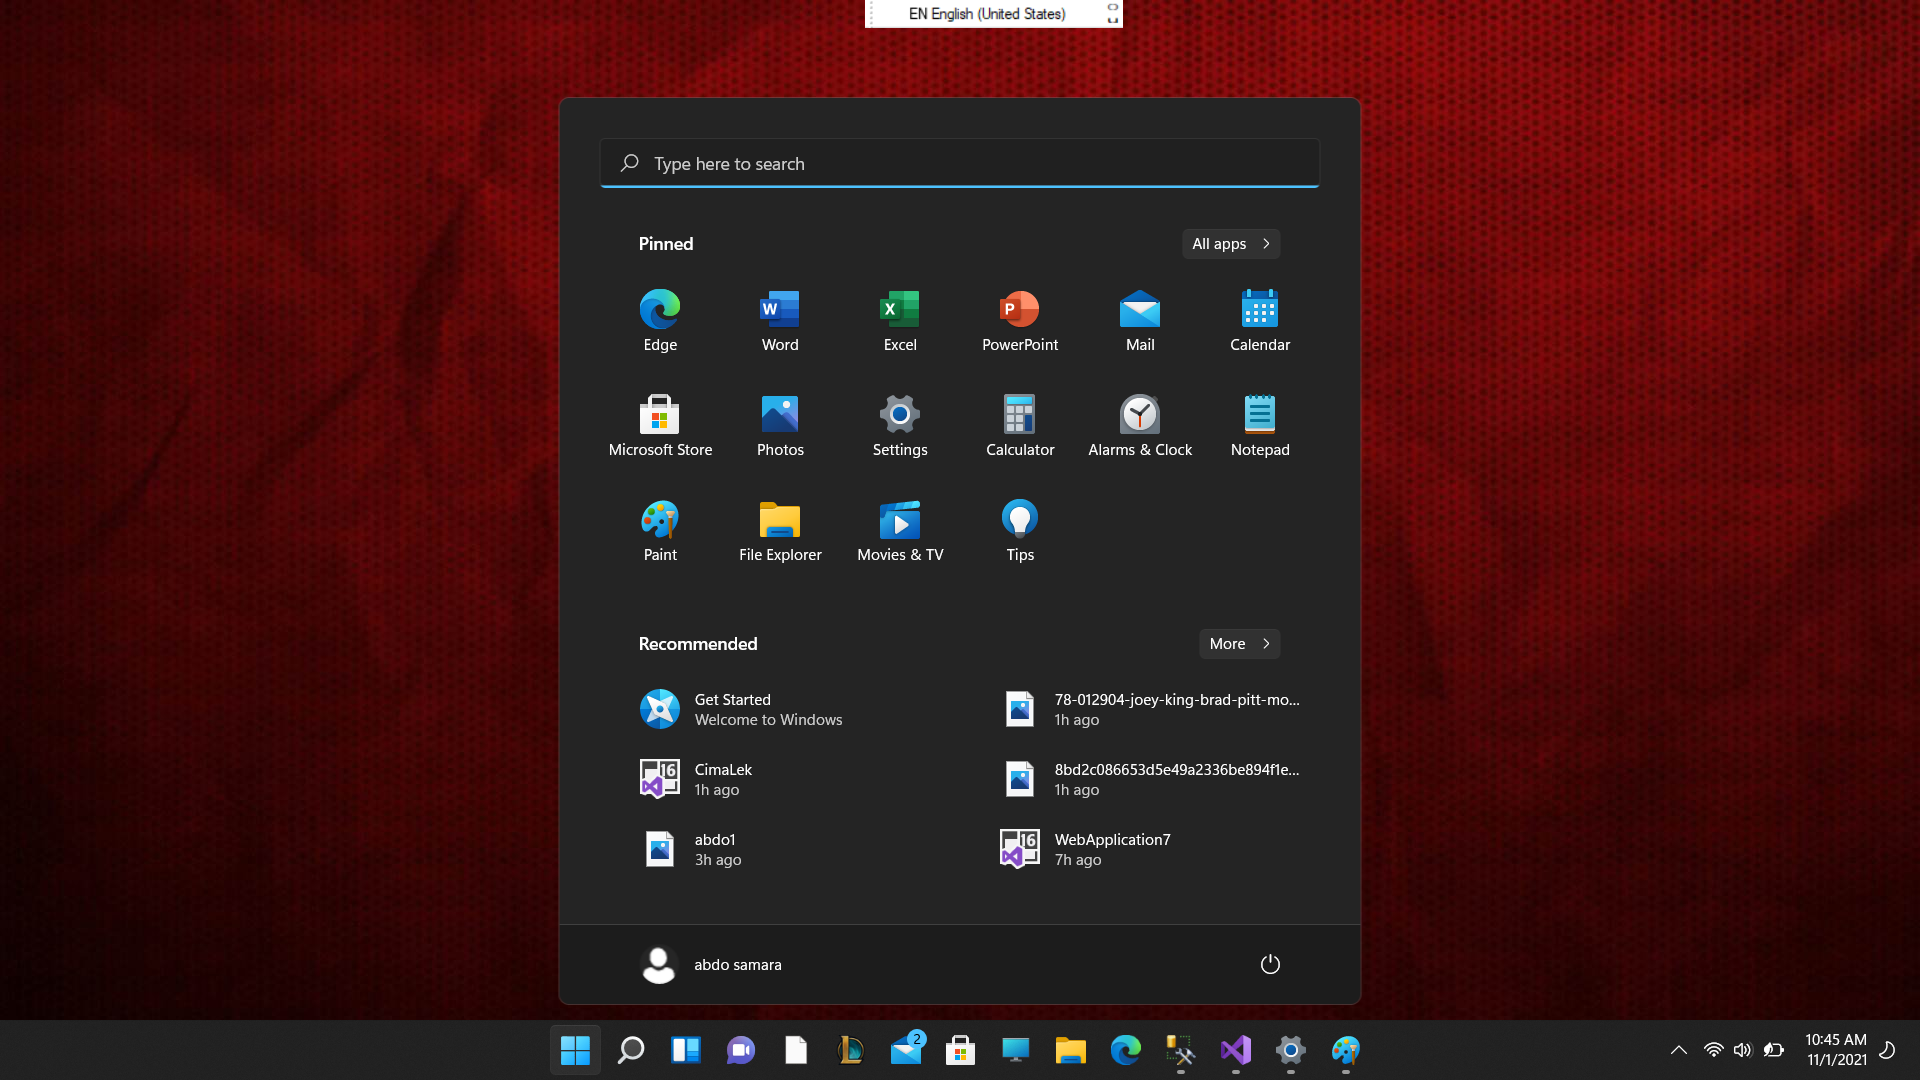 EN English (United States)
Type here to search
Pinned
All apps
Edge
Word
Excel
PowerPoint
Mail
Calendar
Microsoft Store
Photos
Settings
Calculator
Alarms & Clock
Notepad
Paint
File Explorer
Movies & TV
Tips
Recommended
More
Get Started
Welcome to Windows
78-012904-joey-king-brad-pitt-mo...
1h ago
CimaLek
1h ago
8bd2c086653d5e49a2336be894f1e...
1h ago
abdo1
3h ago
WebApplication7
7h ago
abdo samara
2
10:45 AM
11/1/2021